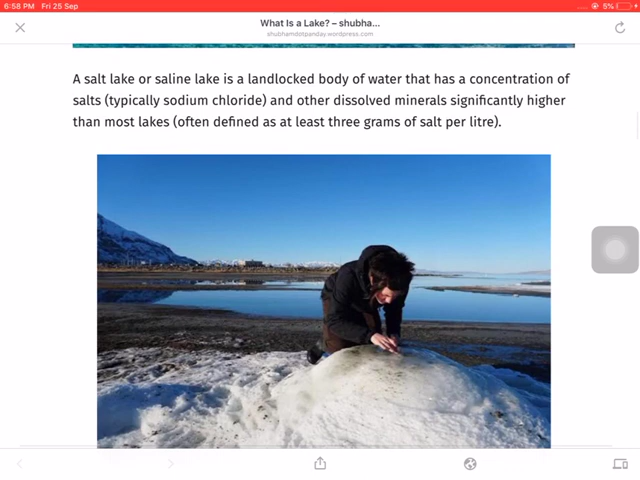 6:58 PM Fri 25 Sep 5%
What Is a Lake? – shubha...
shubhamdotpanday.wordpress.com
A salt lake or saline lake is a landlocked body of water that has a concentration of
salts (typically sodium chloride) and other dissolved minerals significantly higher
than most lakes (often defined as at least three grams of salt per litre).